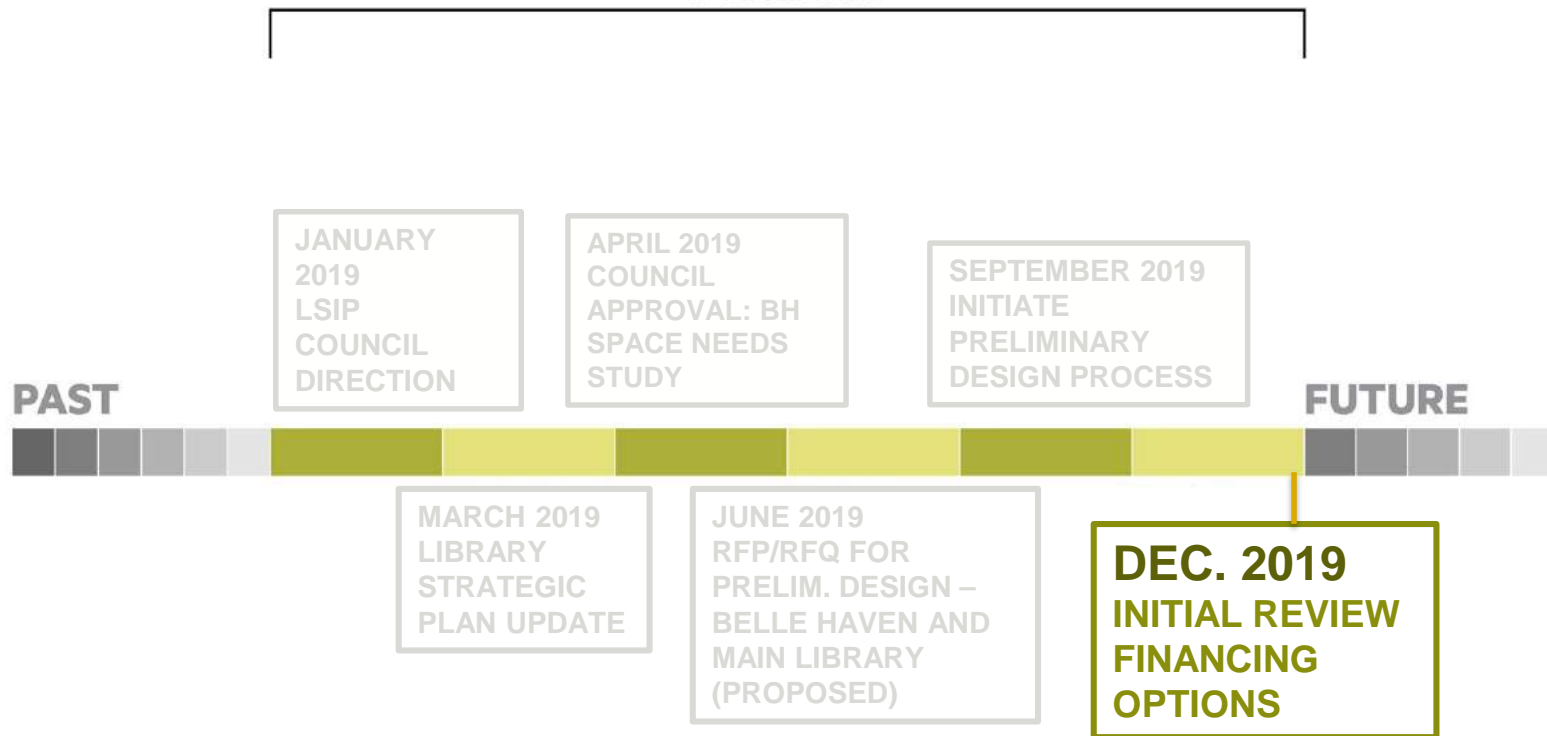 JANUARY
2019
LSIP
COUNCIL
DIRECTION
APRIL 2019
COUNCIL
APPROVAL: BH
SPACE NEEDS
STUDY
SEPTEMBER 2019
INITIATE
PRELIMINARY
DESIGN PROCESS
PAST
FUTURE
MARCH 2019
LIBRARY
STRATEGIC
PLAN UPDATE
JUNE 2019
RFP/RFQ FOR
PRELIM. DESIGN –
BELLE HAVEN AND
MAIN LIBRARY
(PROPOSED)
DEC. 2019
INITIAL REVIEW
FINANCING
OPTIONS